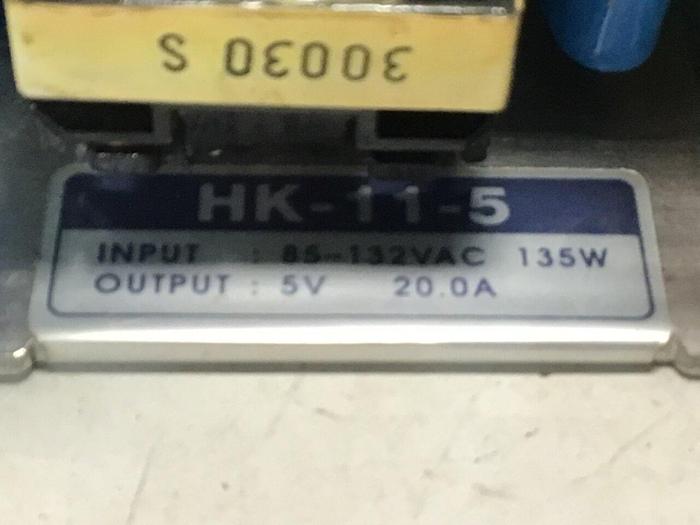 30030 S
HK-11-5
INPUT : 85-132VAC 135W
OUTPUT : 5V 20.0A